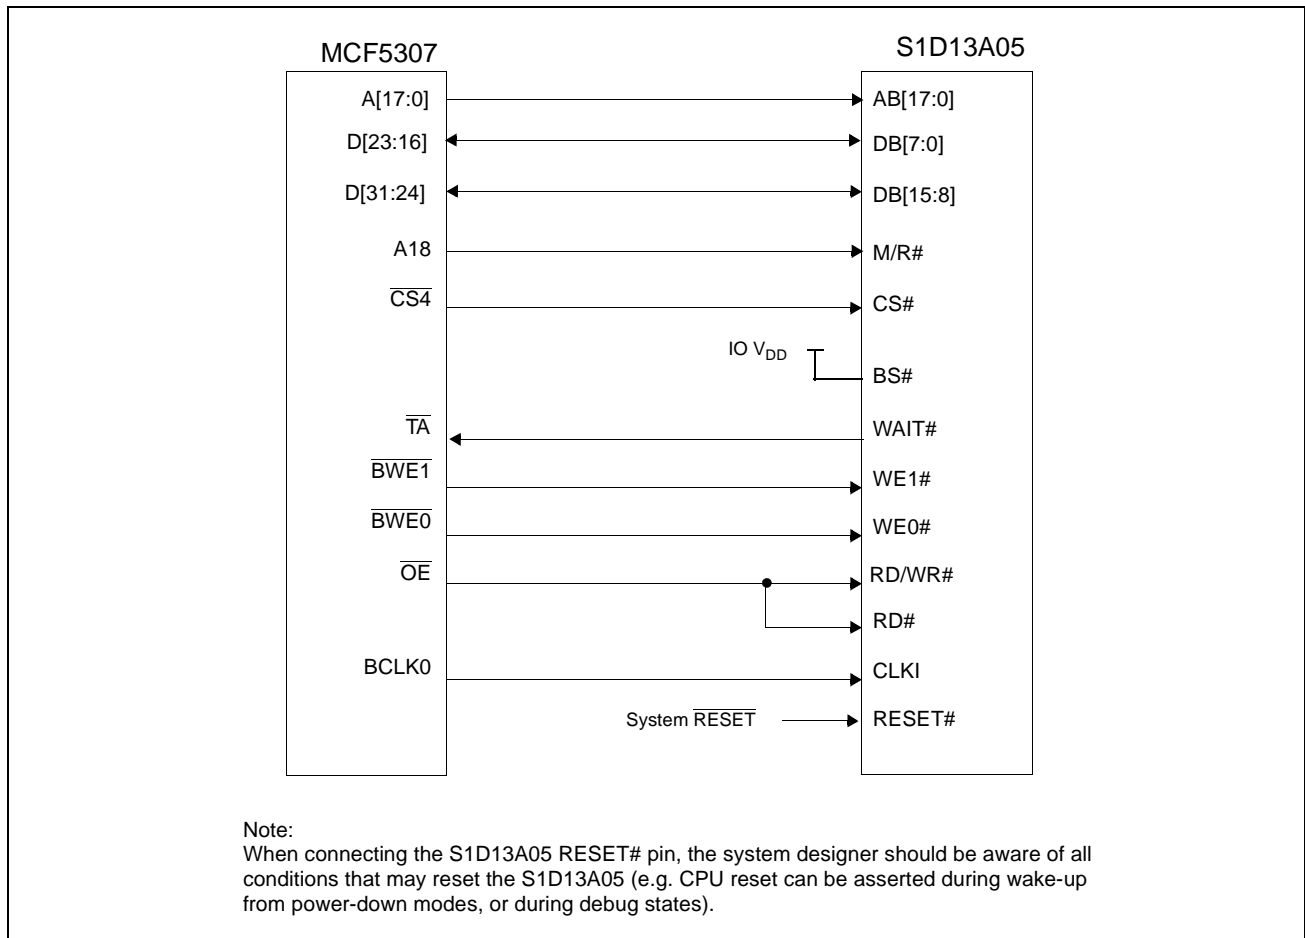 MCF5307 S1D13A05
A[17:0] AB[17:0]
D[23:16] DB[7:0]
D[31:24] DB[15:8]
A18 M/R#
CS4 CS#
IO VDD
BS#
TA WAIT#
BWE1 WE1#
BWE0 WE0#
OE RD/WR#
RD#
BCLK0 CLKI
System RESET RESET#
Note:
When connecting the S1D13A05 RESET# pin, the system designer should be aware of all
conditions that may reset the S1D13A05 (e.g. CPU reset can be asserted during wake-up
from power-down modes, or during debug states).